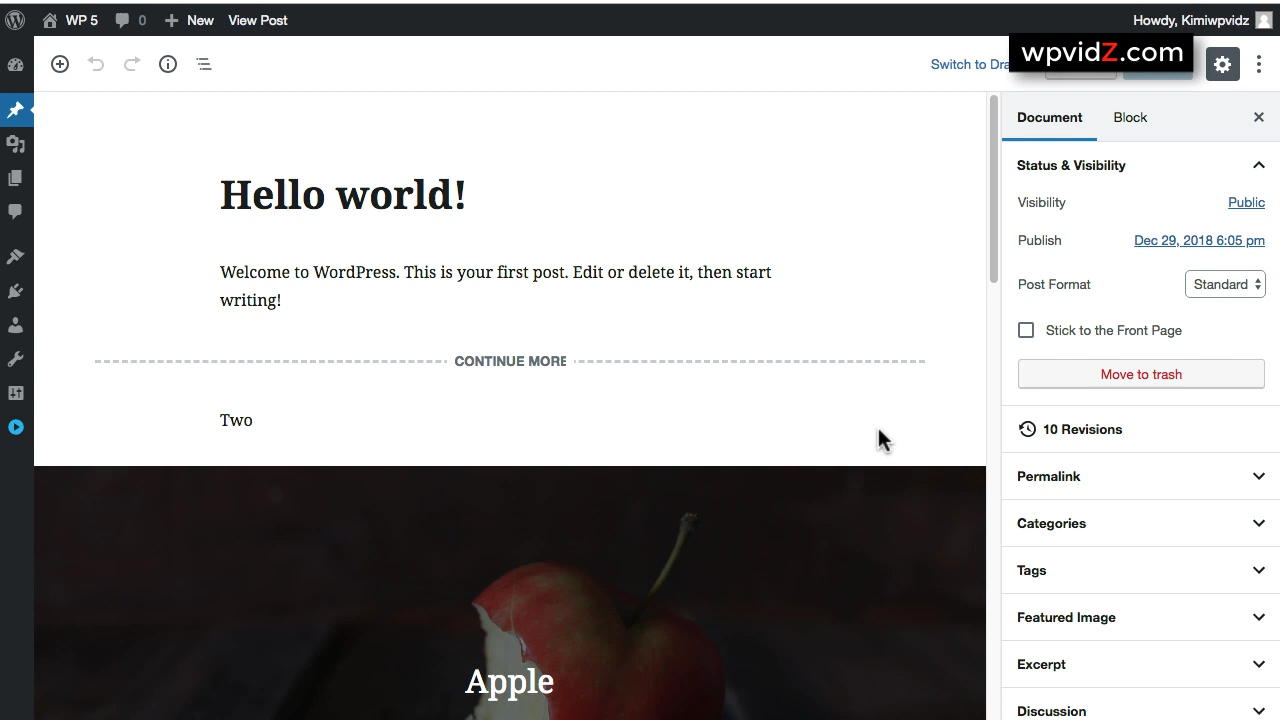 WP 5
0
New
View Post
Howdy, Kimiwpvidz
Switch to Dra
wpvidZ.com
Document
Block
Hello world!
Welcome to WordPress. This is your first post. Edit or delete it, then start
writing!
CONTINUE MORE
Two
Apple
Status & Visibility
Visibility
Public
Publish
Dec 29, 2018 6:05 pm
Post Format
Standard
Stick to the Front Page
Move to trash
10 Revisions
Permalink
Categories
Tags
Featured Image
Excerpt
Discussion